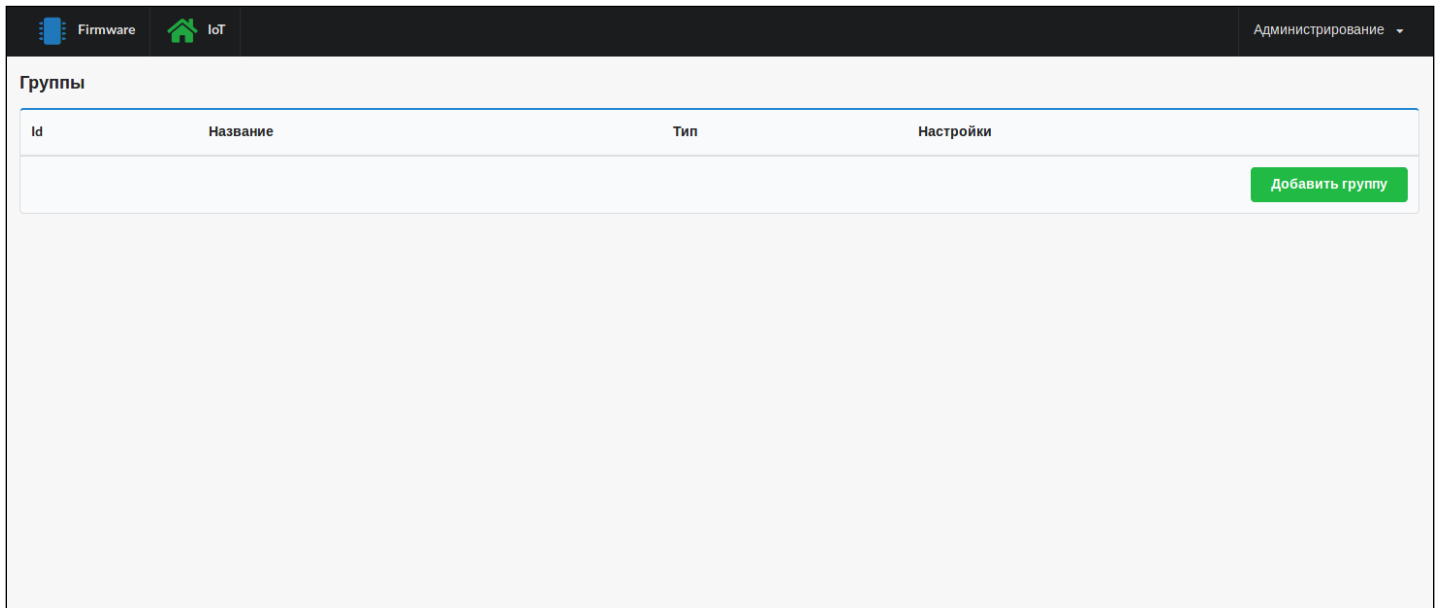 Firmware IoT Администрирование
Группы
Id Название Тип Настройки
Добавить группу